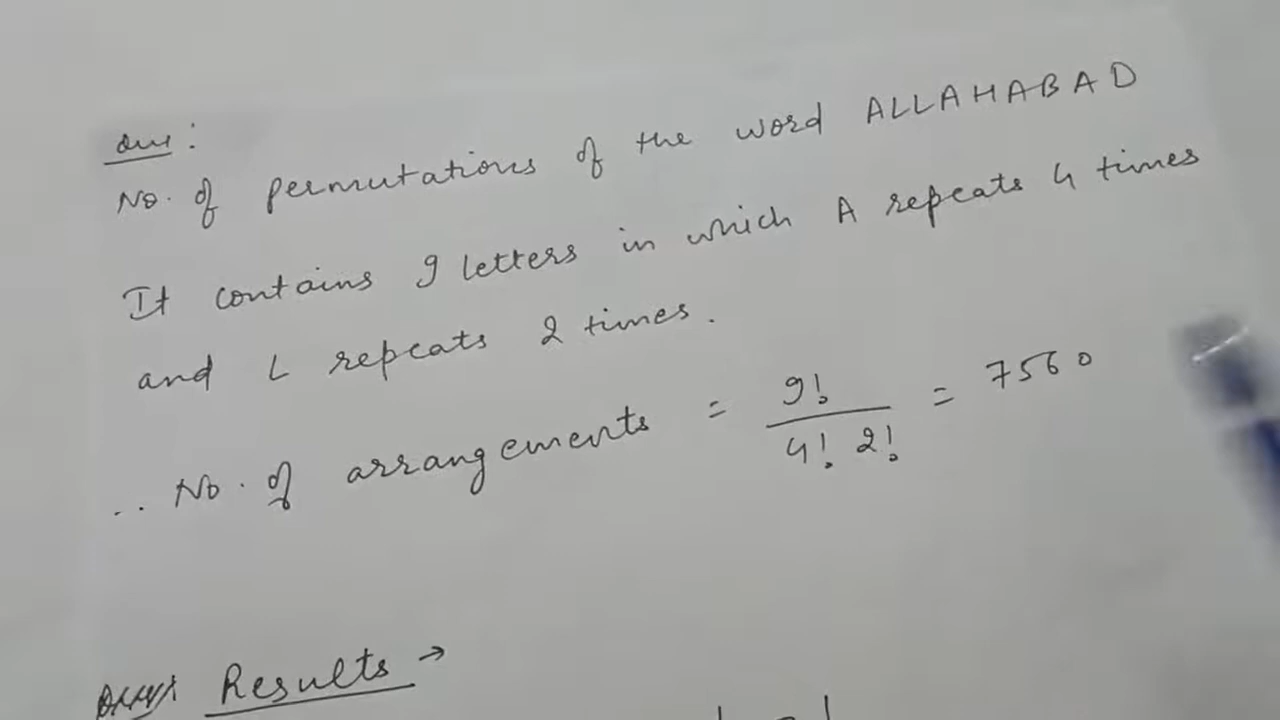 Que :
No. of permutations of the word ALLAHABAD
It contains 9 letters in which A repeats 4 times
and L repeats 2 times.
∴ No. of arrangements = 9! / 4! 2! = 7560
Results →